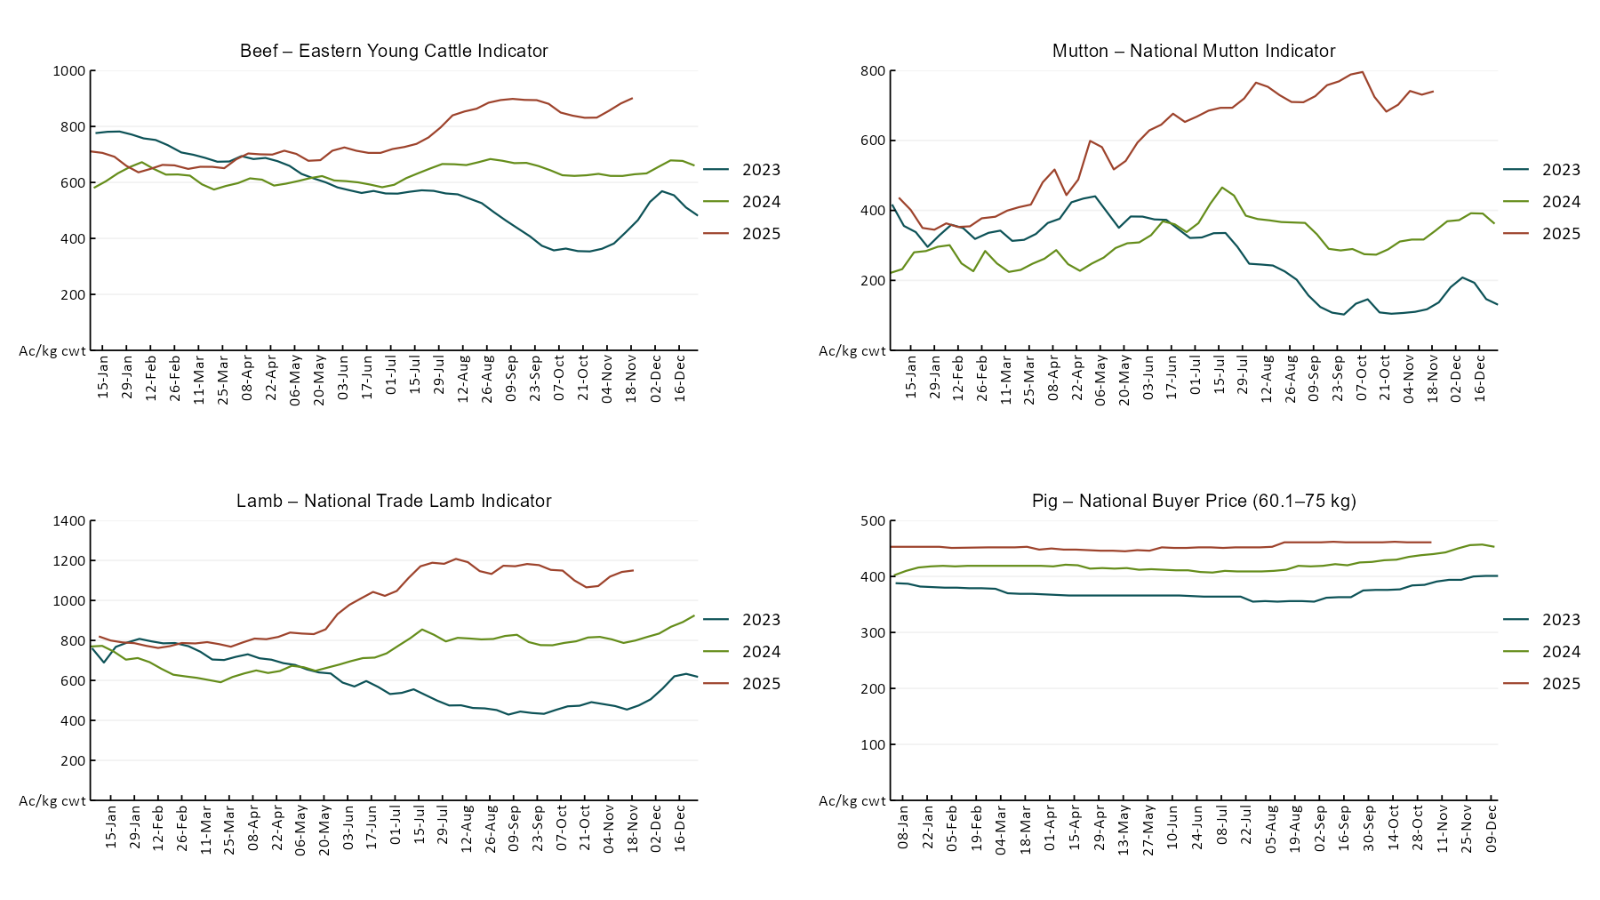 Beef – Eastern Young Cattle Indicator
1000
800
600
400
200
Ac/kg cwt
15-Jan
29-Jan
12-Feb
26-Feb
11-Mar
25-Mar
08-Apr
22-Apr
06-May
20-May
03-Jun
17-Jun
01-Jul
15-Jul
29-Jul
12-Aug
26-Aug
09-Sep
23-Sep
07-Oct
21-Oct
04-Nov
18-Nov
02-Dec
16-Dec
2023
2024
2025
Mutton – National Mutton Indicator
800
600
400
200
Ac/kg cwt
15-Jan
29-Jan
12-Feb
26-Feb
11-Mar
25-Mar
08-Apr
22-Apr
06-May
20-May
03-Jun
17-Jun
01-Jul
15-Jul
29-Jul
12-Aug
26-Aug
09-Sep
23-Sep
07-Oct
21-Oct
04-Nov
18-Nov
02-Dec
16-Dec
2023
2024
2025
Lamb – National Trade Lamb Indicator
1400
1200
1000
800
600
400
200
Ac/kg cwt
15-Jan
29-Jan
12-Feb
26-Feb
11-Mar
25-Mar
08-Apr
22-Apr
06-May
20-May
03-Jun
17-Jun
01-Jul
15-Jul
29-Jul
12-Aug
26-Aug
09-Sep
23-Sep
07-Oct
21-Oct
04-Nov
18-Nov
02-Dec
16-Dec
2023
2024
2025
Pig – National Buyer Price (60.1–75 kg)
500
400
300
200
100
Ac/kg cwt
08-Jan
22-Jan
05-Feb
19-Feb
04-Mar
18-Mar
01-Apr
15-Apr
29-Apr
13-May
27-May
10-Jun
24-Jun
08-Jul
22-Jul
05-Aug
19-Aug
02-Sep
16-Sep
30-Sep
14-Oct
28-Oct
11-Nov
25-Nov
09-Dec
2023
2024
2025